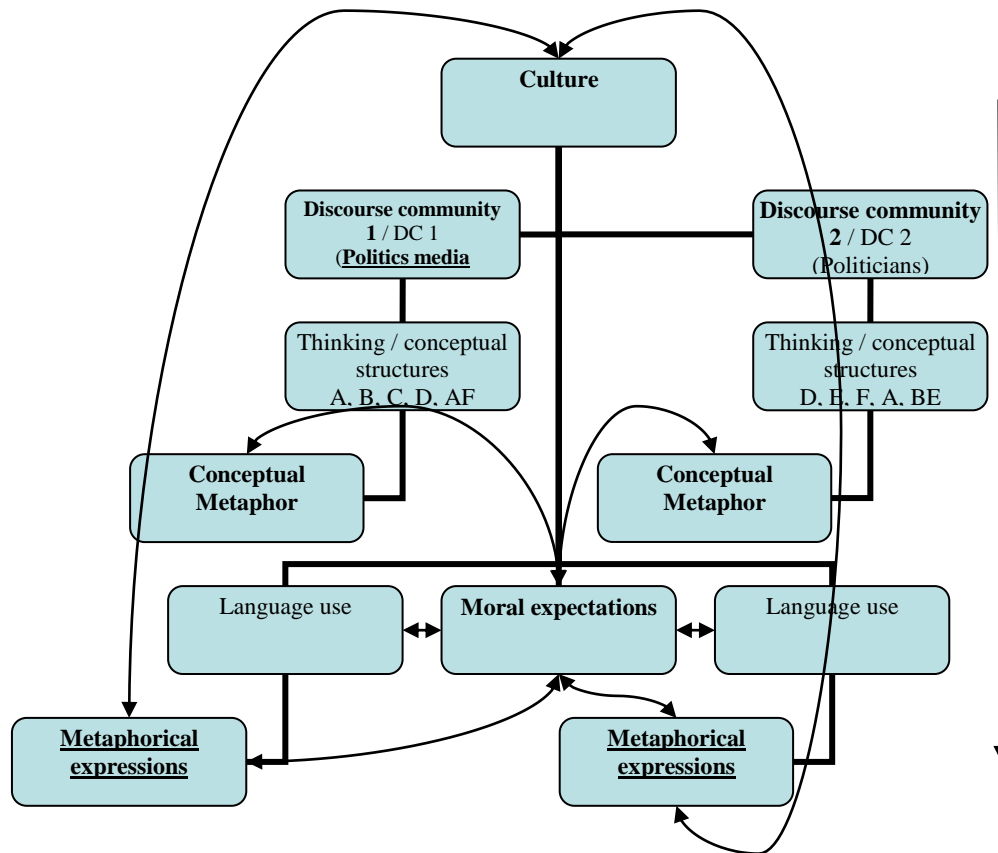 Culture
Discourse community
1 / DC 1
(Politics media
Discourse community
2 / DC 2
(Politicians)
Thinking / conceptual
structures
A, B, C, D, AF
Thinking / conceptual
structures
D, E, F, A, BE
Conceptual
Metaphor
Conceptual
Metaphor
Language use
Moral expectations
Language use
Metaphorical
expressions
Metaphorical
expressions